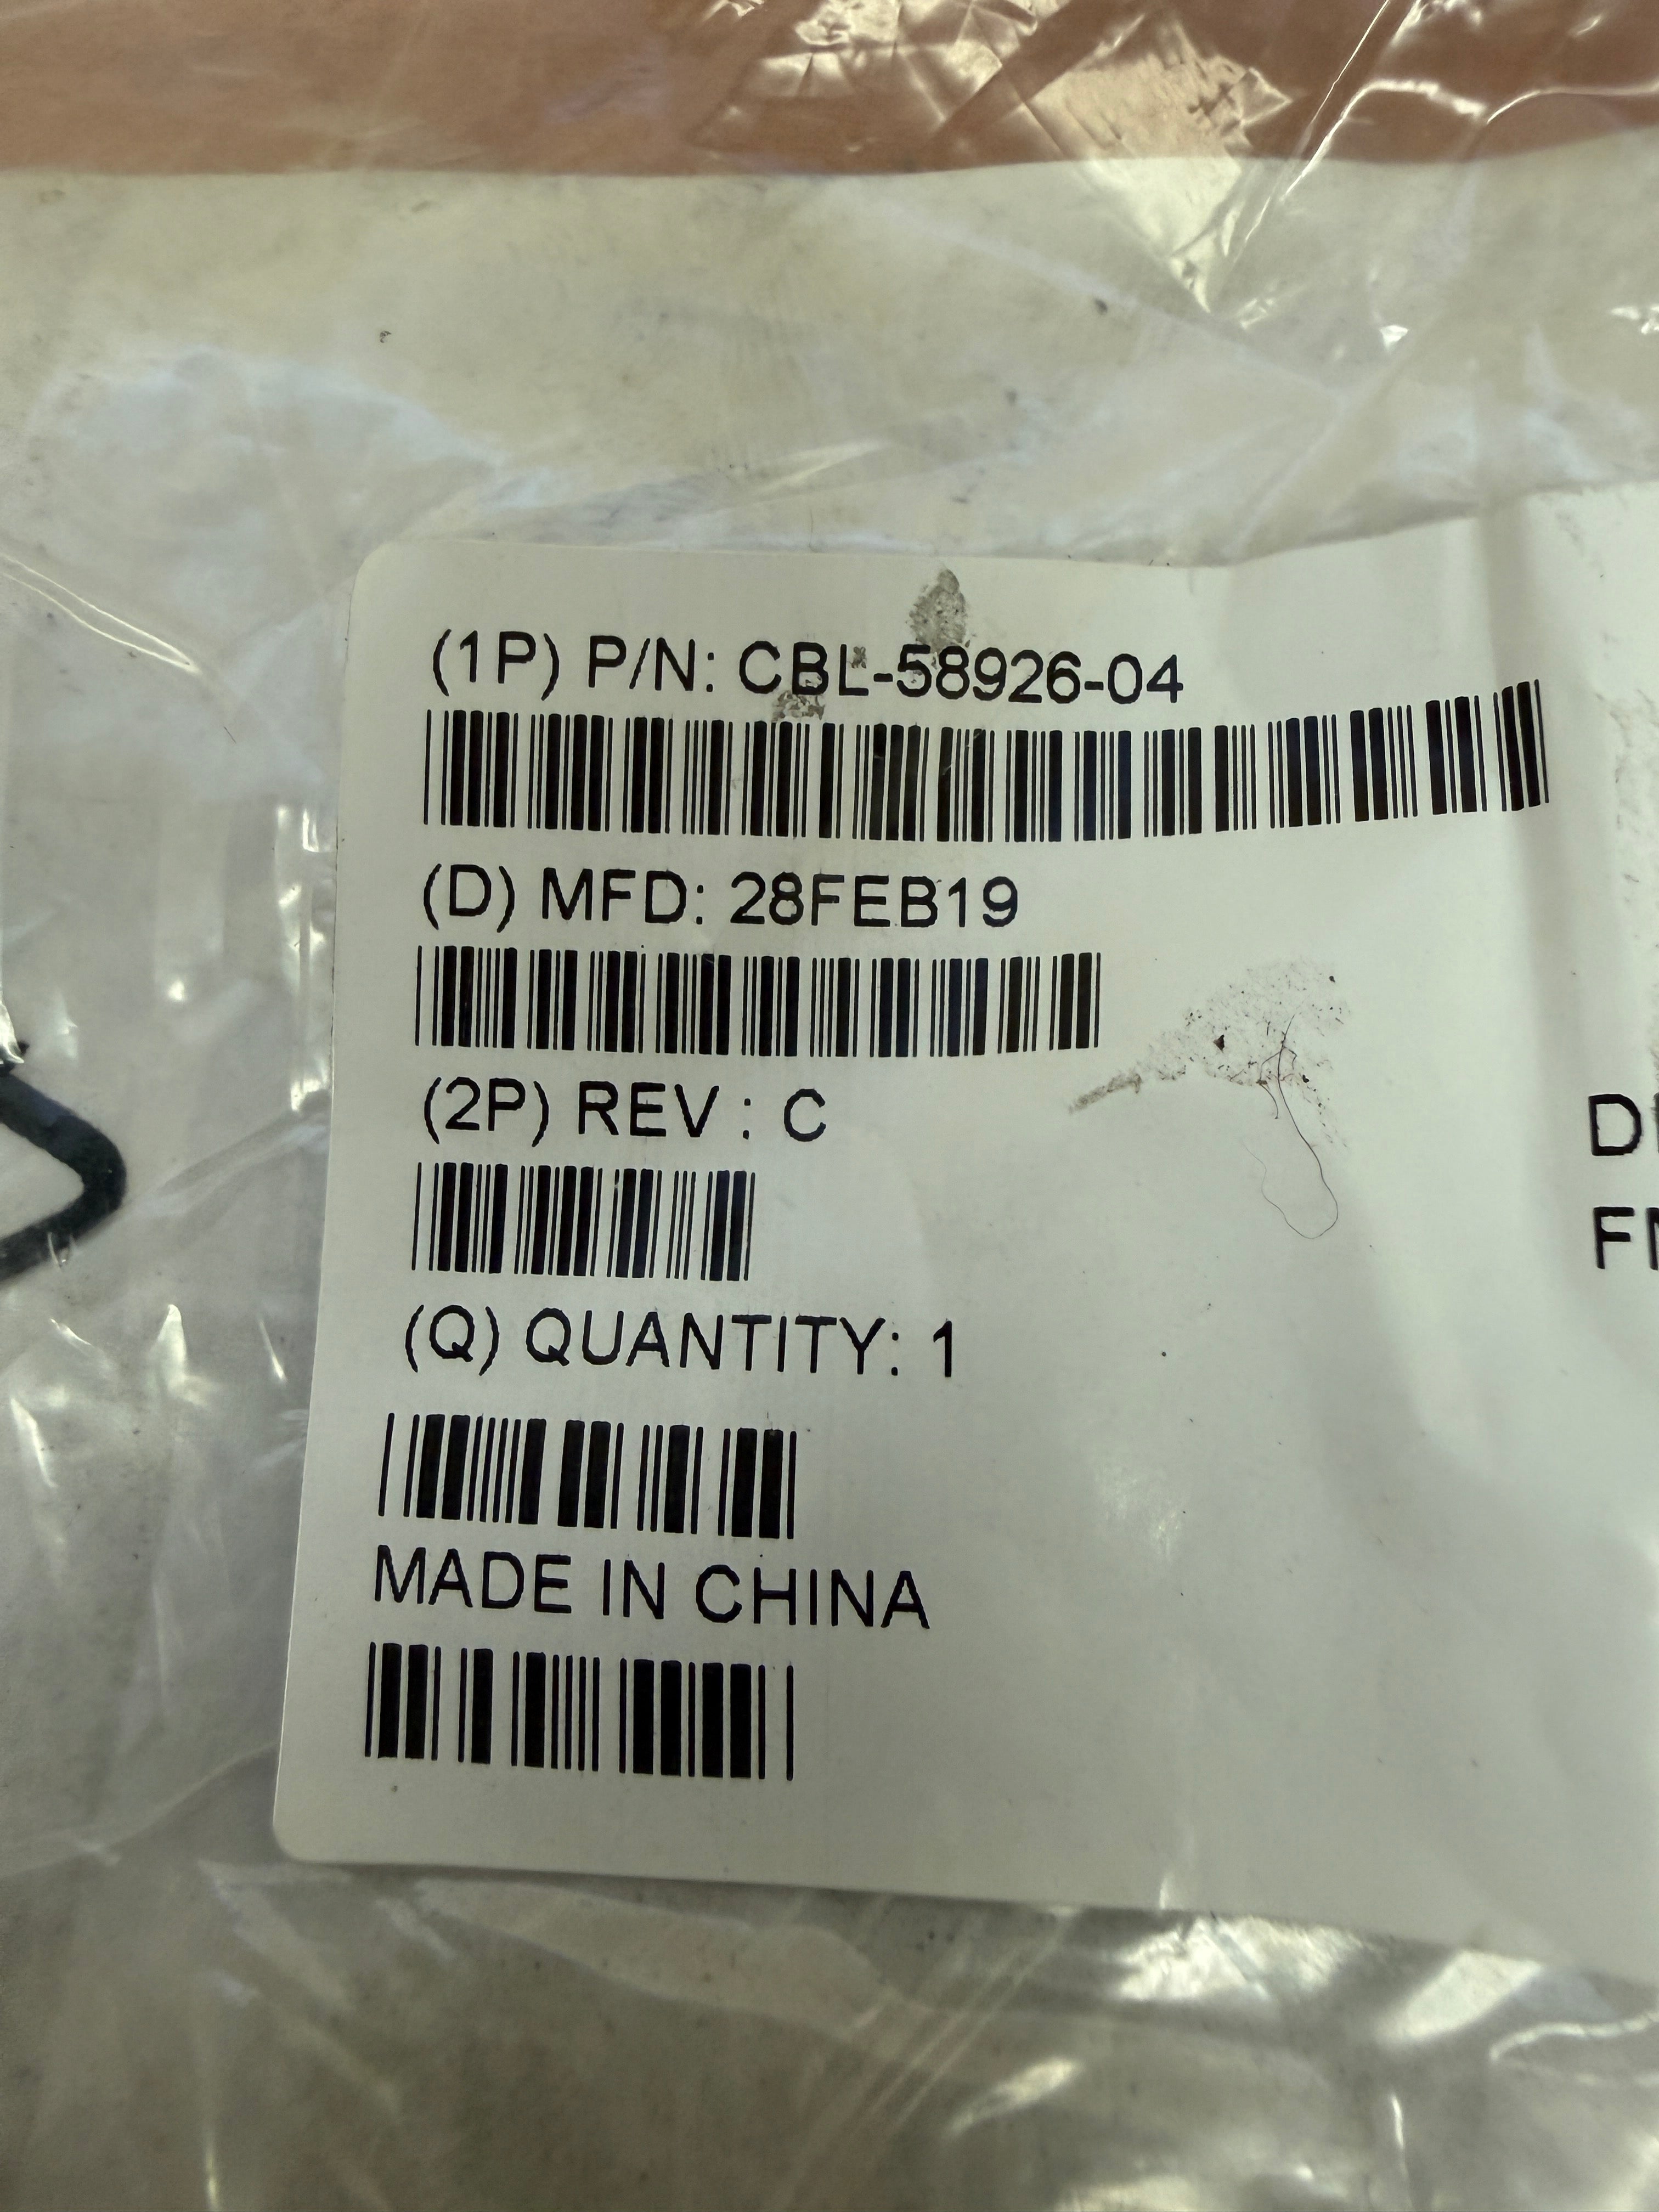 (1P) P/N: CBL-58926-04
(D) MFD: 28FEB19
(2P) REV : C
(Q) QUANTITY: 1
MADE IN CHINA